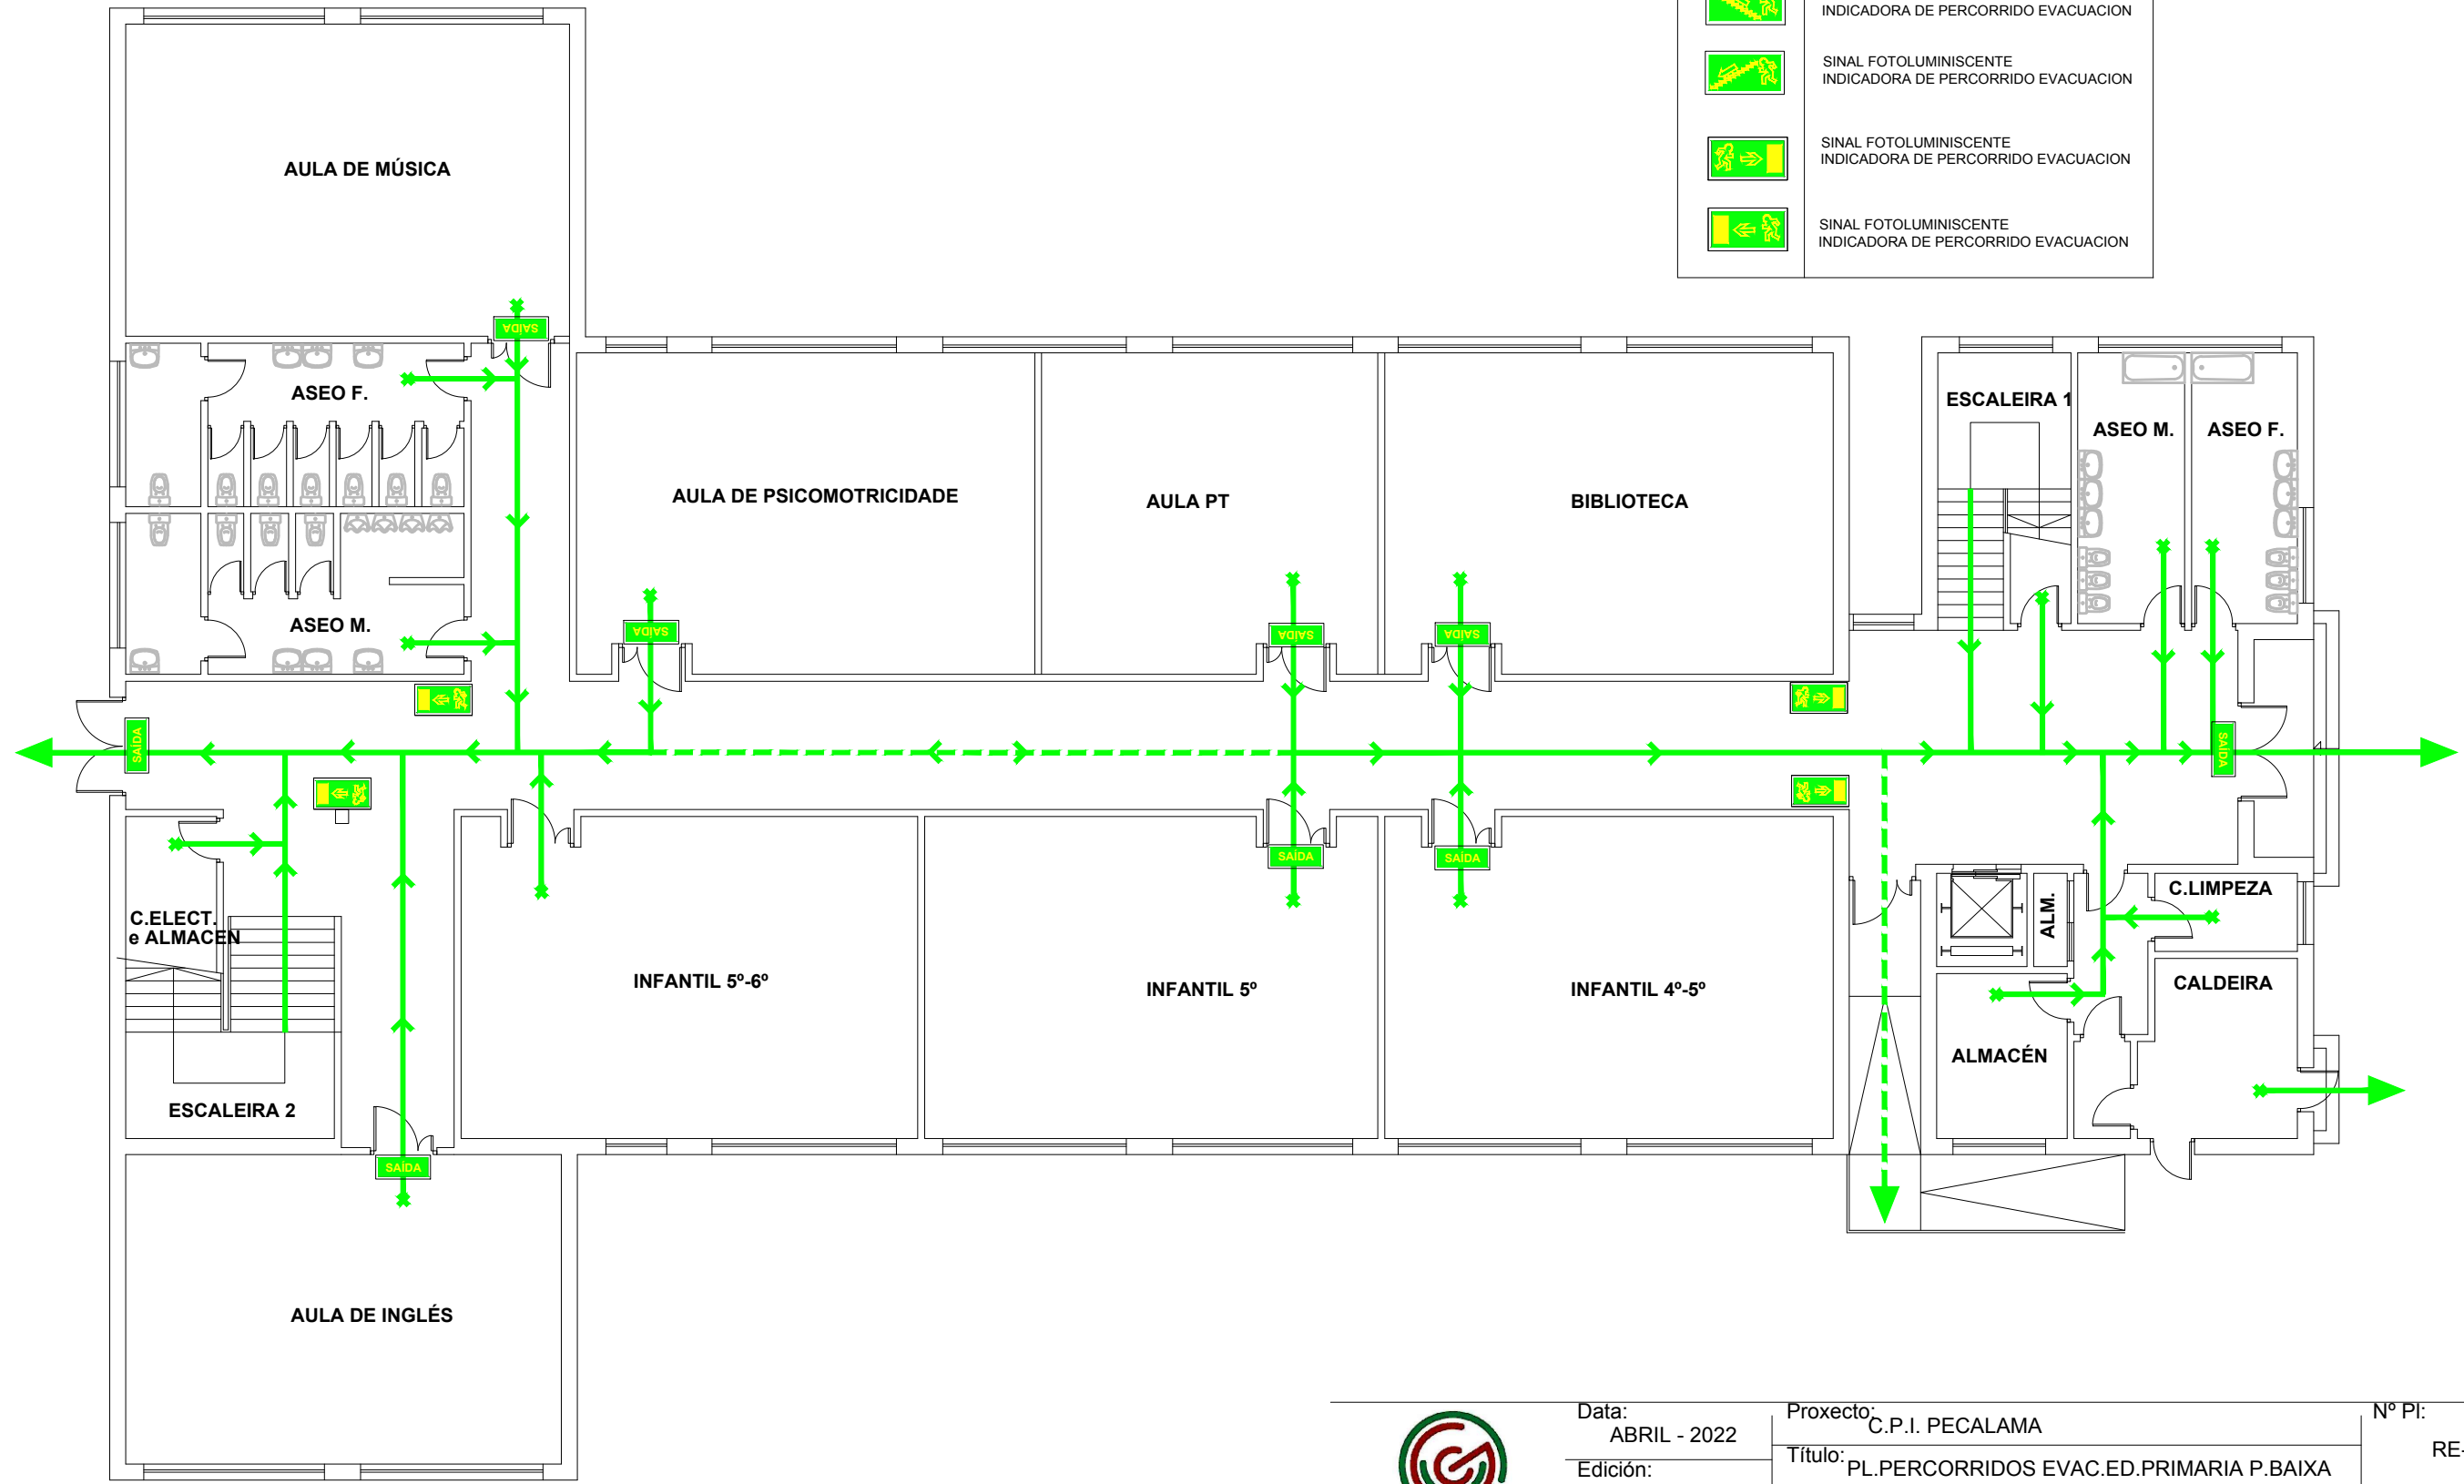 INDICADORA DE PERCORRIDO EVACUACION
SINAL FOTOLUMINISCENTE
INDICADORA DE PERCORRIDO EVACUACION
SINAL FOTOLUMINISCENTE
INDICADORA DE PERCORRIDO EVACUACION
SINAL FOTOLUMINISCENTE
INDICADORA DE PERCORRIDO EVACUACION
AULA DE MÚSICA
SAÍDA
ASEO F.
ESCALEIRA 1
ASEO M.
ASEO F.
AULA DE PSICOMOTRICIDADE
AULA PT
BIBLIOTECA
ASEO M.
SAÍDA
SAÍDA
SAÍDA
SAÍDA
SAÍDA
SAÍDA
SAÍDA
C.ELECT.
e ALMACEN
ALM.
C.LIMPEZA
INFANTIL 5º-6º
INFANTIL 5º
INFANTIL 4º-5º
CALDEIRA
ALMACÉN
ESCALEIRA 2
SAÍDA
AULA DE INGLÉS
Data:
ABRIL - 2022
Proxecto:
C.P.I. PECALAMA
Nº Pl:
RE-
Edición:
Título:
PL.PERCORRIDOS EVAC.ED.PRIMARIA P.BAIXA